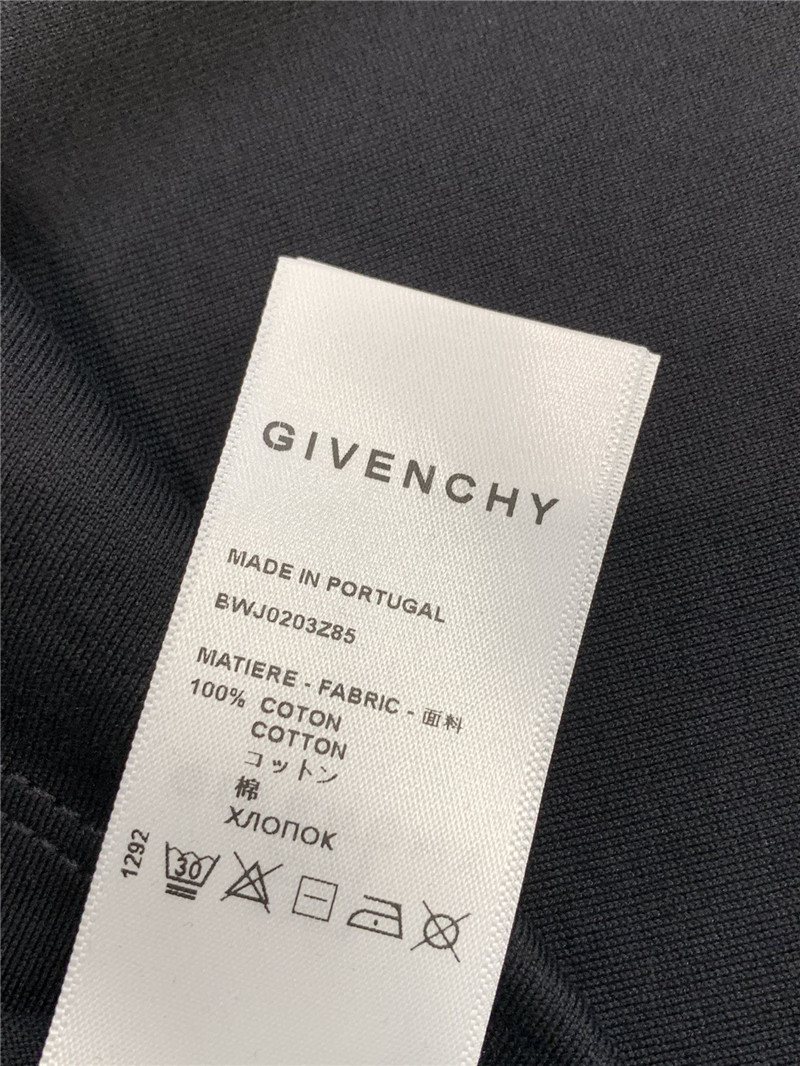 GIVENCHY
MADE IN PORTUGAL
BWJ0203Z85
MATIERE - FABRIC - 面料
100% COTON
COTTON
コットン
棉
ХЛОПОК
1292
30